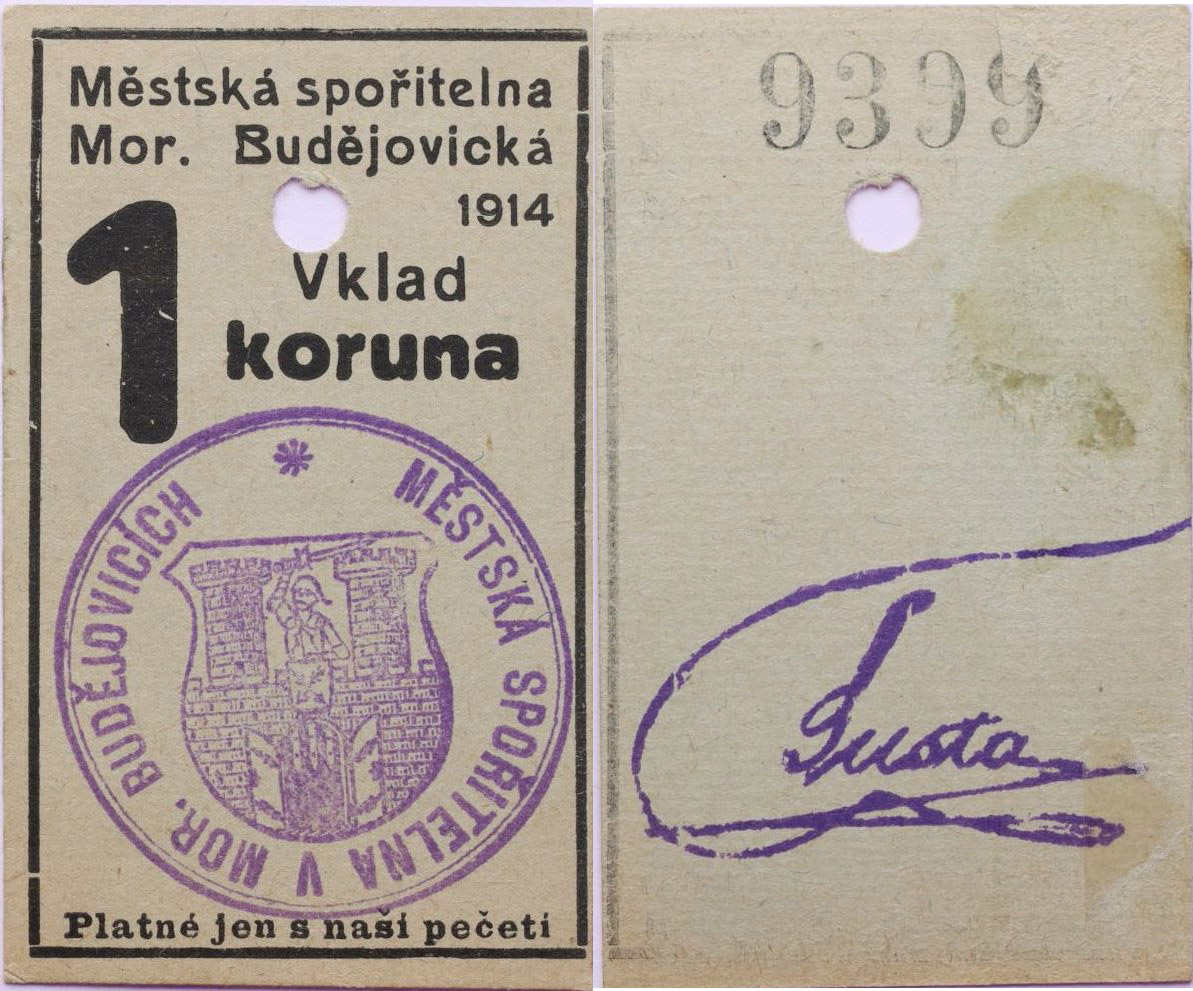 Městská spořitelna
Mor. Budějovická
1914
1
Vklad
koruna
MĚSTSKÁ SPOŘITELNA V MOR. BUDĚJOVICÍCH
Platné jen s naší pečetí
9399